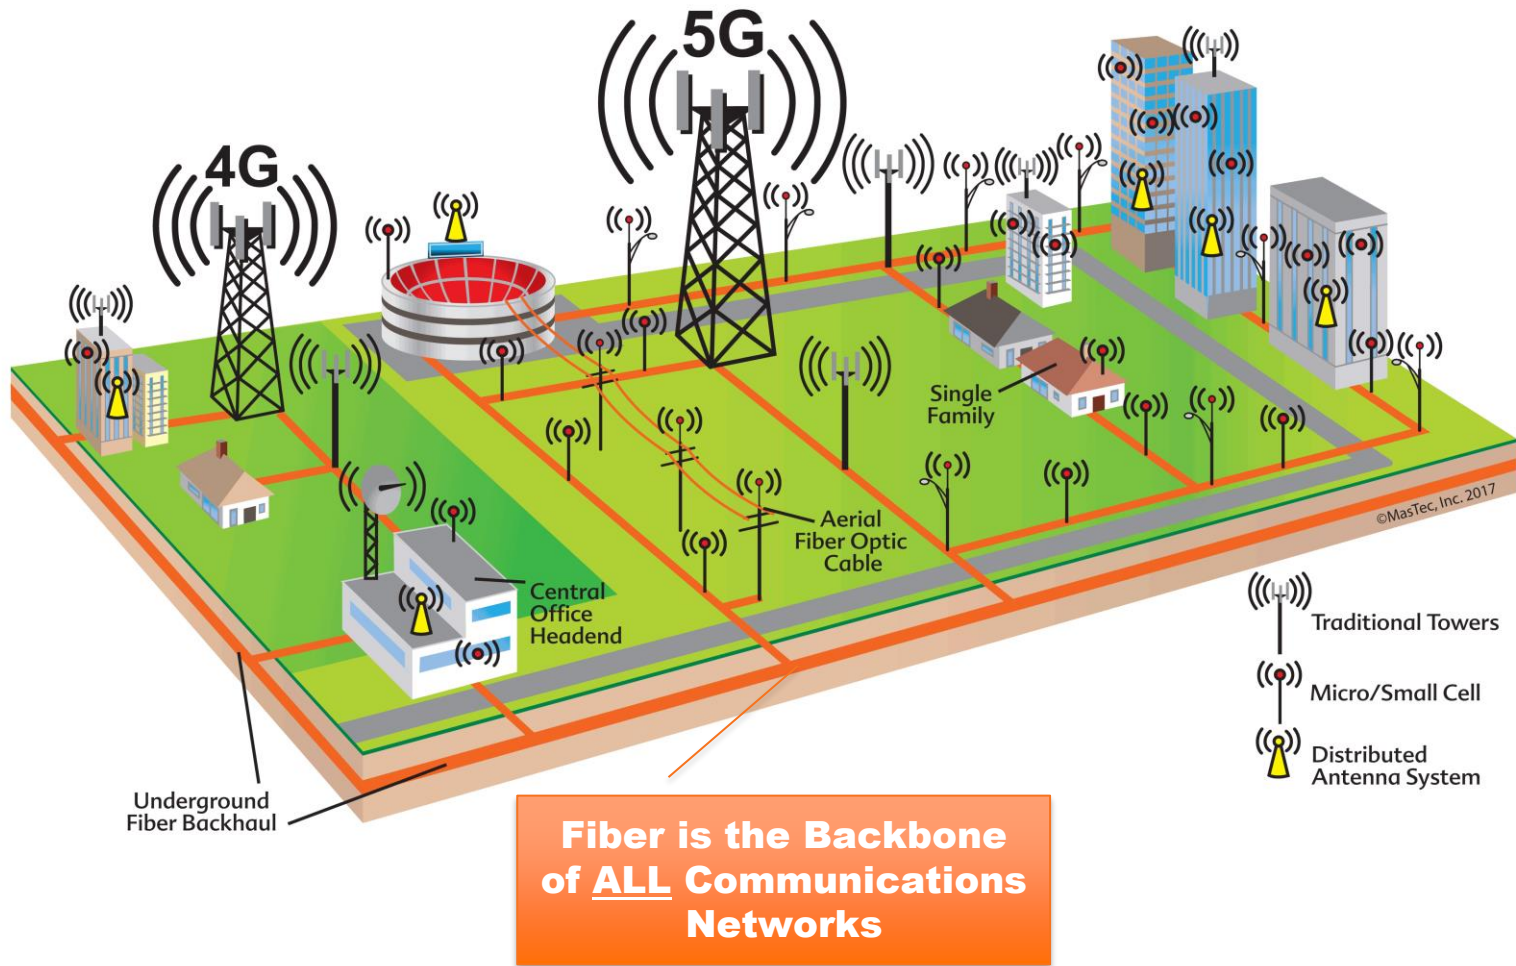 5G
4G
Single
Family
Aerial
Fiber Optic
Cable
©MasTec, Inc. 2017
Central
Office
Headend
Traditional Towers
Micro/Small Cell
Distributed
Antenna System
Underground
Fiber Backhaul
Fiber is the Backbone
of ALL Communications
Networks